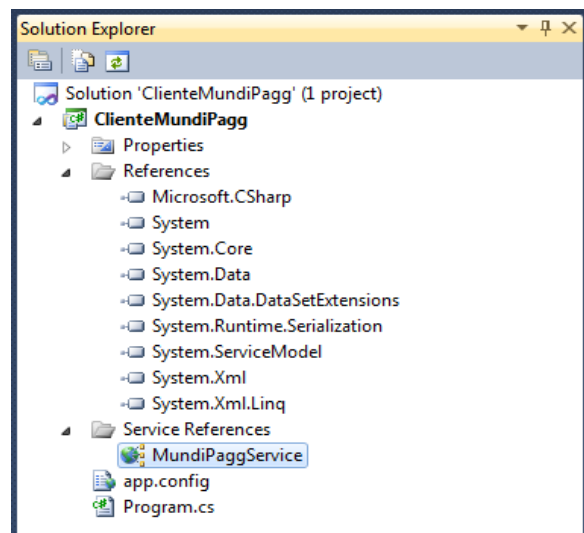 Solution Explorer
Solution 'ClienteMundiPagg' (1 project)
ClienteMundiPagg
Properties
References
Microsoft.CSharp
System
System.Core
System.Data
System.Data.DataSetExtensions
System.Runtime.Serialization
System.ServiceModel
System.Xml
System.Xml.Linq
Service References
MundiPaggService
app.config
Program.cs